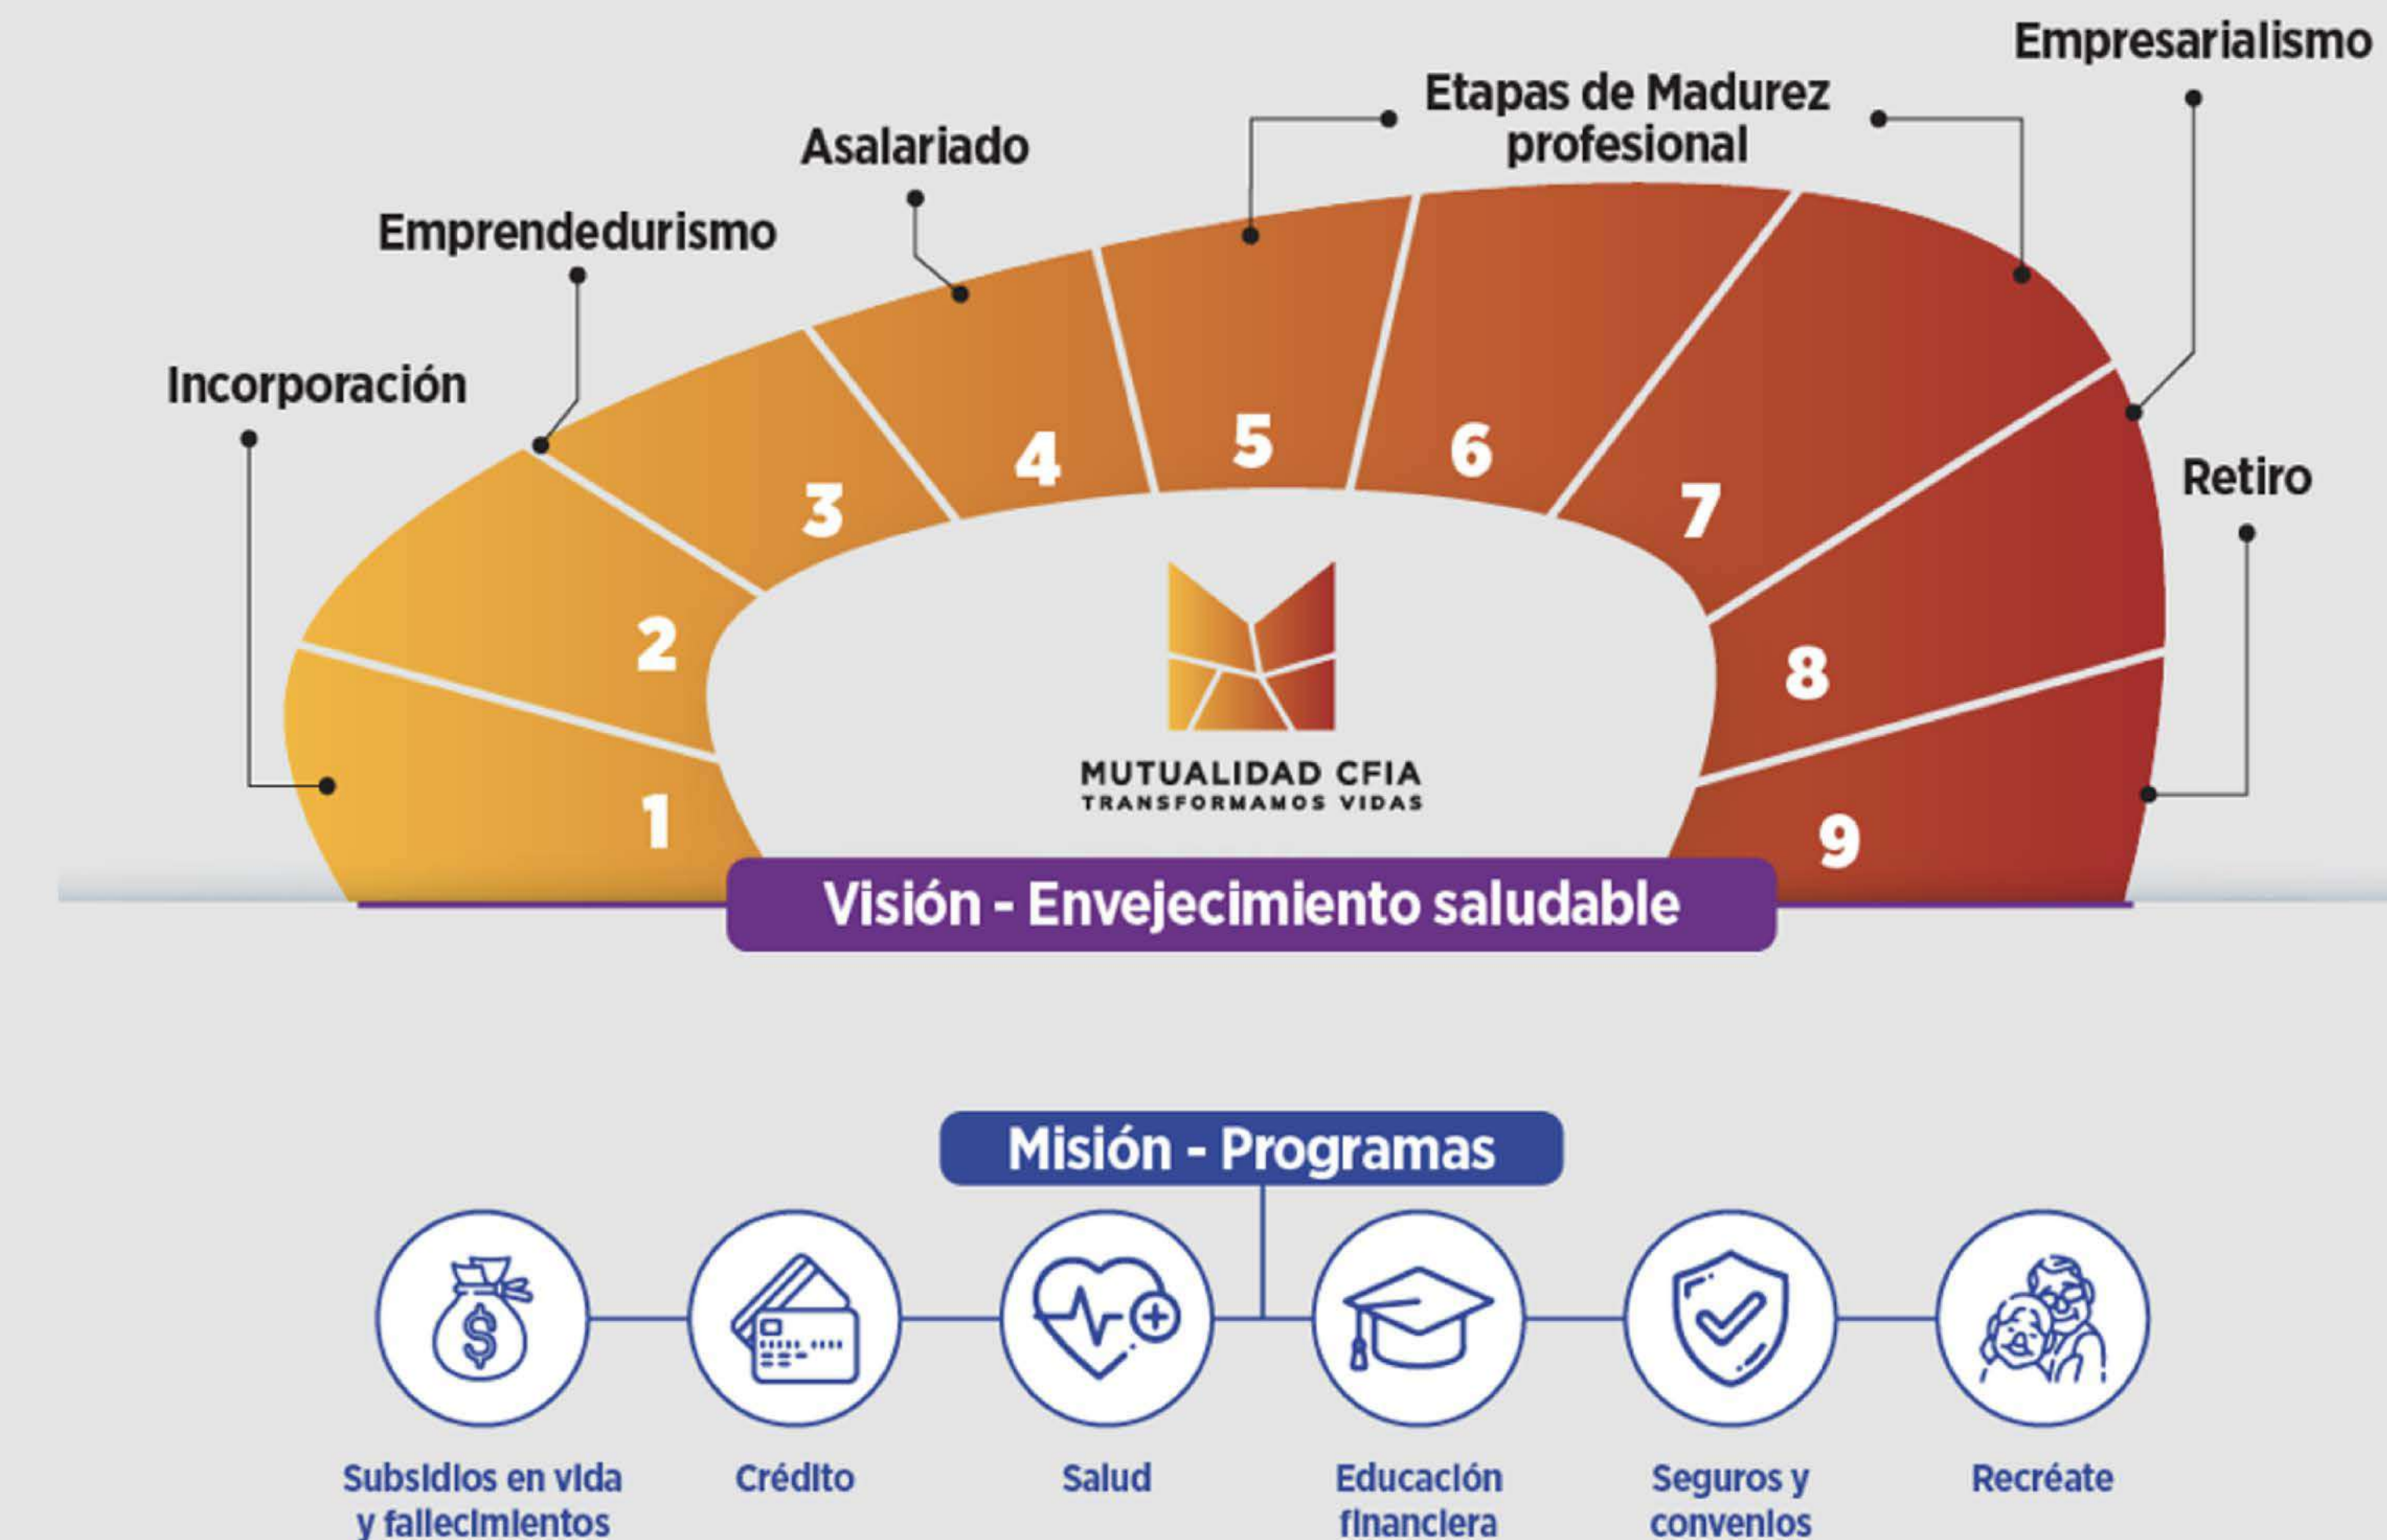 Empresarialismo
Etapas de Madurez
profesional
Asalariado
Emprendedurismo
Incorporación
Retiro
1
2
3
4
5
6
7
8
9
MUTUALIDAD CFIA
TRANSFORMAMOS VIDAS
Visión - Envejecimiento saludable
Misión - Programas
$
Subsidios en vida
y fallecimientos
Crédito
Salud
Educación
financiera
Seguros y
convenios
Recréate